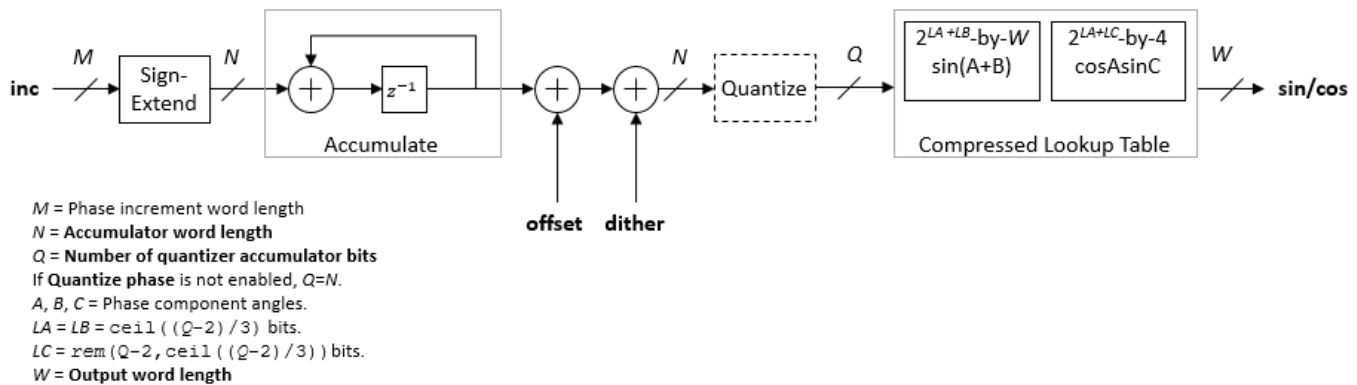 M
N
N
Q
W
inc
Sign-
Extend
+
z⁻¹
Accumulate
+
+
Quantize
2^{LA+LB}-by-W
sin(A+B)
2^{LA+LC}-by-4
cosAsinC
Compressed Lookup Table
sin/cos
offset
dither
M = Phase increment word length
N = Accumulator word length
Q = Number of quantizer accumulator bits
If Quantize phase is not enabled, Q=N.
A, B, C = Phase component angles.
LA = LB = ceil((Q-2)/3) bits.
LC = rem(Q-2,ceil((Q-2)/3)) bits.
W = Output word length